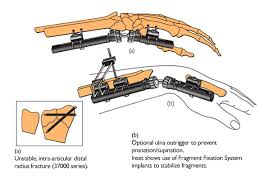 (a)
(b)
(b)
(a)
Unstable, intra-articular distal
radius fracture (37000 series).
(b)
Optional ulna outrigger to prevent
pronation/supination.
Inset shows use of Fragment Fixation System
implants to stabilize fragments.